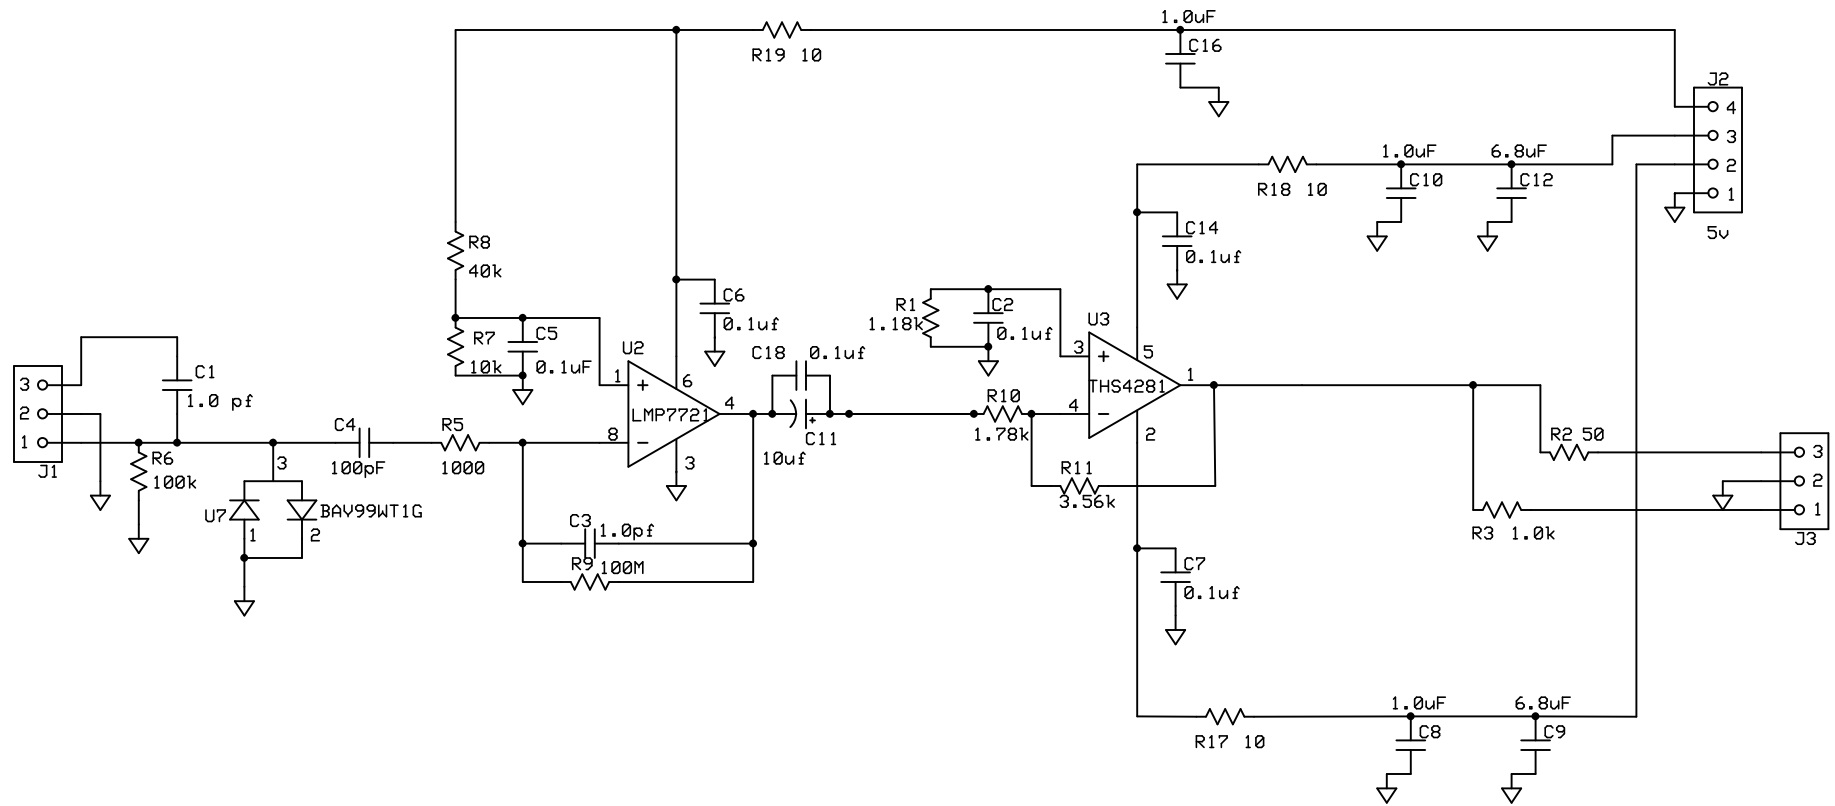 1.0uF
C16
R19 10
J2
4
3
2
1
5v
1.0uF
6.8uF
C10
C12
R18 10
C14
0.1uf
R8
40k
C6
0.1uf
R1
1.18k
C2
0.1uf
U3
3
+
5
THS4281
1
4
-
2
R7
10k
C5
0.1uF
U2
C18
0.1uf
1
+
6
LMP7721
4
8
-
3
C11
+
10uf
R10
1.78k
R11
3.56k
C1
1.0 pf
3
2
1
J1
C4
100pF
R5
1000
R6
100k
3
U7
BAV99WT1G
1
2
C3
1.0pf
R9
100M
R2 50
3
2
1
J3
R3 1.0k
C7
0.1uf
1.0uF
6.8uF
C8
C9
R17 10